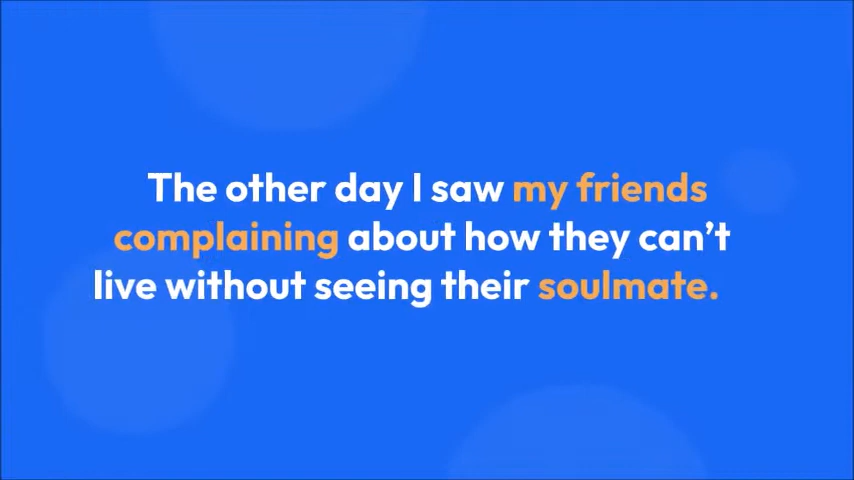 The other day I saw my friends
complaining about how they can’t
live without seeing their soulmate.